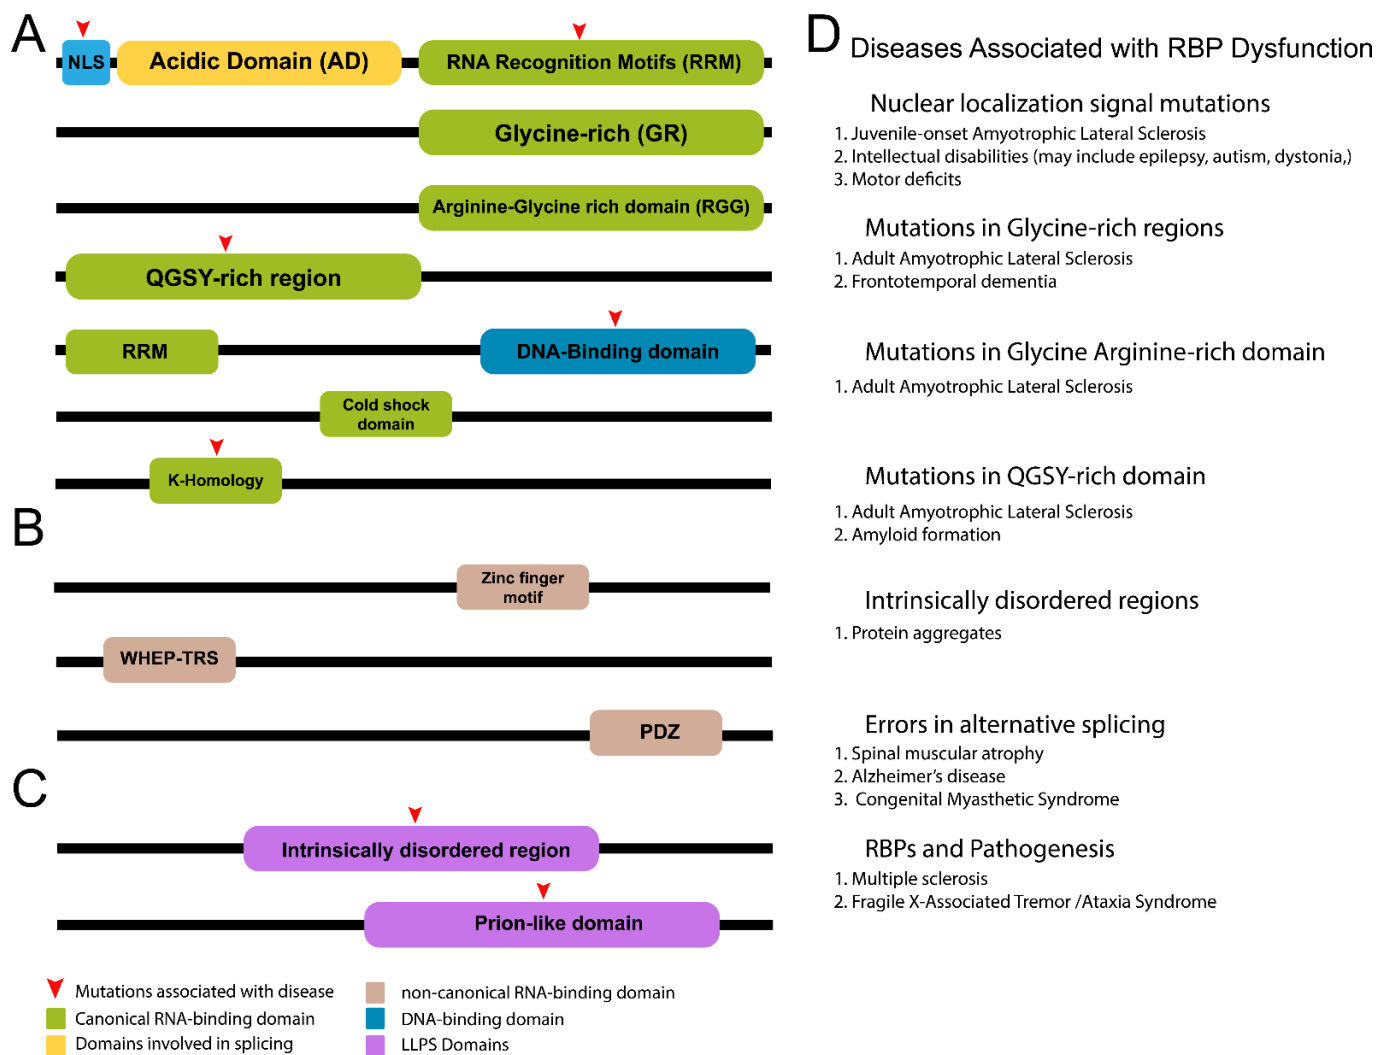 A
NLS
Acidic Domain (AD)
RNA Recognition Motifs (RRM)
Glycine-rich (GR)
Arginine-Glycine rich domain (RGG)
QGSY-rich region
RRM
DNA-Binding domain
Cold shock
domain
K-Homology
B
Zinc finger
motif
WHEP-TRS
PDZ
C
Intrinsically disordered region
Prion-like domain
Mutations associated with disease
Canonical RNA-binding domain
Domains involved in splicing
non-canonical RNA-binding domain
DNA-binding domain
LLPS Domains
D
Diseases Associated with RBP Dysfunction
Nuclear localization signal mutations
1. Juvenile-onset Amyotrophic Lateral Sclerosis
2. Intellectual disabilities (may include epilepsy, autism, dystonia,)
3. Motor deficits
Mutations in Glycine-rich regions
1. Adult Amyotrophic Lateral Sclerosis
2. Frontotemporal dementia
Mutations in Glycine Arginine-rich domain
1. Adult Amyotrophic Lateral Sclerosis
Mutations in QGSY-rich domain
1. Adult Amyotrophic Lateral Sclerosis
2. Amyloid formation
Intrinsically disordered regions
1. Protein aggregates
Errors in alternative splicing
1. Spinal muscular atrophy
2. Alzheimer's disease
3. Congenital Myasthetic Syndrome
RBPs and Pathogenesis
1. Multiple sclerosis
2. Fragile X-Associated Tremor /Ataxia Syndrome